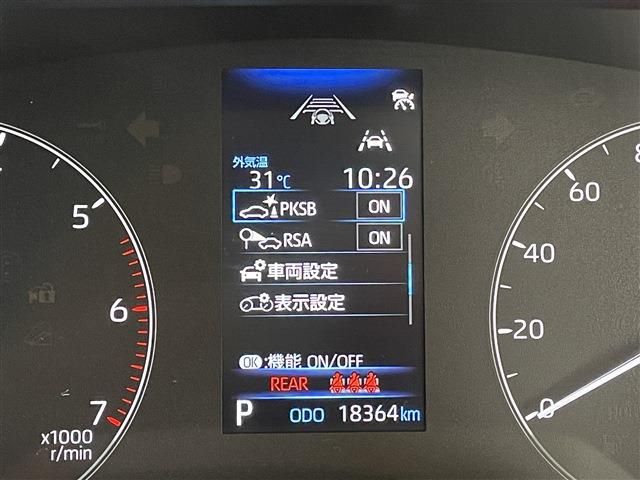 外気温
31℃ 10:26
PKSB ON
RSA ON
車両設定
表示設定
OK:機能 ON/OFF
REAR
P ODO 18364km
5
6
7
x1000
r/min
8
60
40
20
0